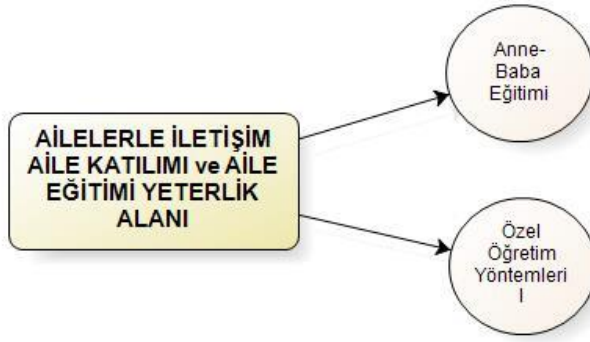 AİLELERLE İLETİŞİM
AİLE KATILIMI ve AİLE
EĞİTİMİ YETERLİK
ALANI
Anne-
Baba
Eğitimi
Özel
Öğretim
Yöntemleri
I